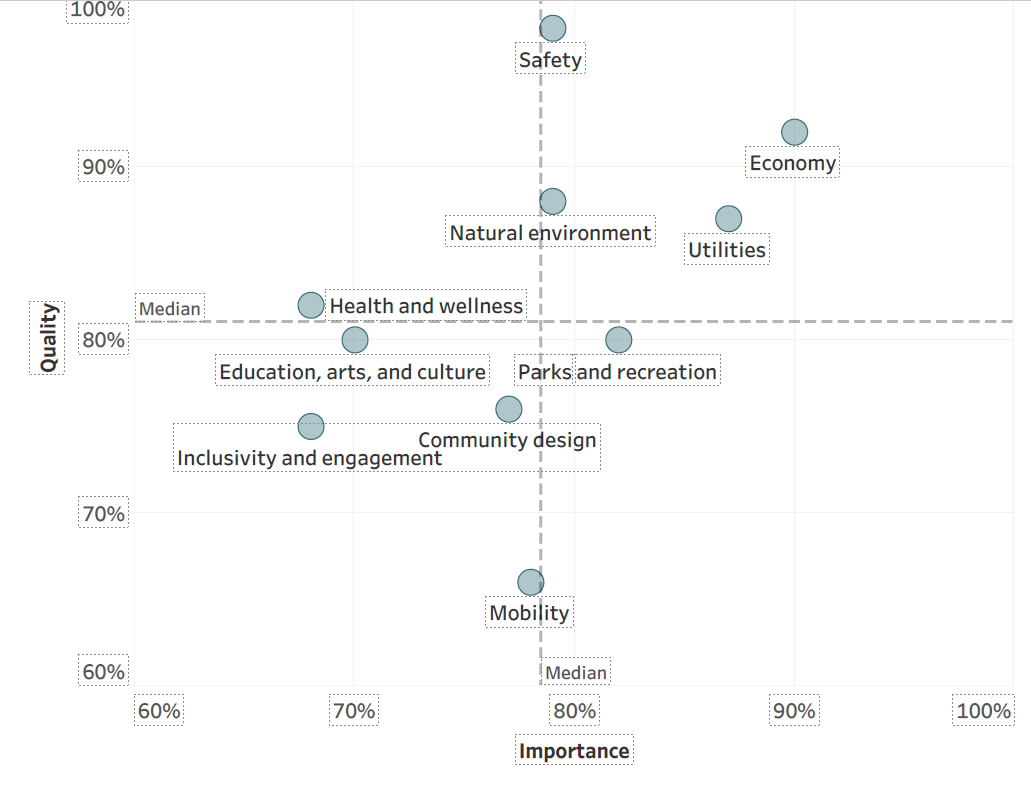 100%
Safety
Economy
90%
Natural environment
Utilities
Health and wellness
Median
Quality
80%
Education, arts, and culture
Parks and recreation
Community design
Inclusivity and engagement
70%
Mobility
60%
Median
60%
70%
80%
90%
100%
Importance